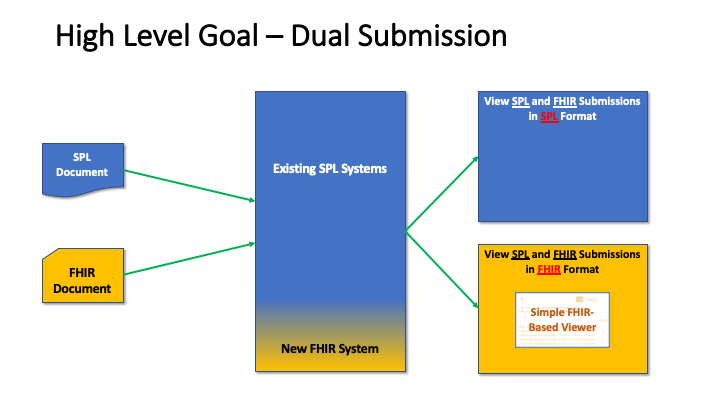 High Level Goal – Dual Submission
SPL
Document
FHIR
Document
Existing SPL Systems
New FHIR System
View SPL and FHIR Submissions
in SPL Format
View SPL and FHIR Submissions
in FHIR Format
Simple FHIR-
Based Viewer